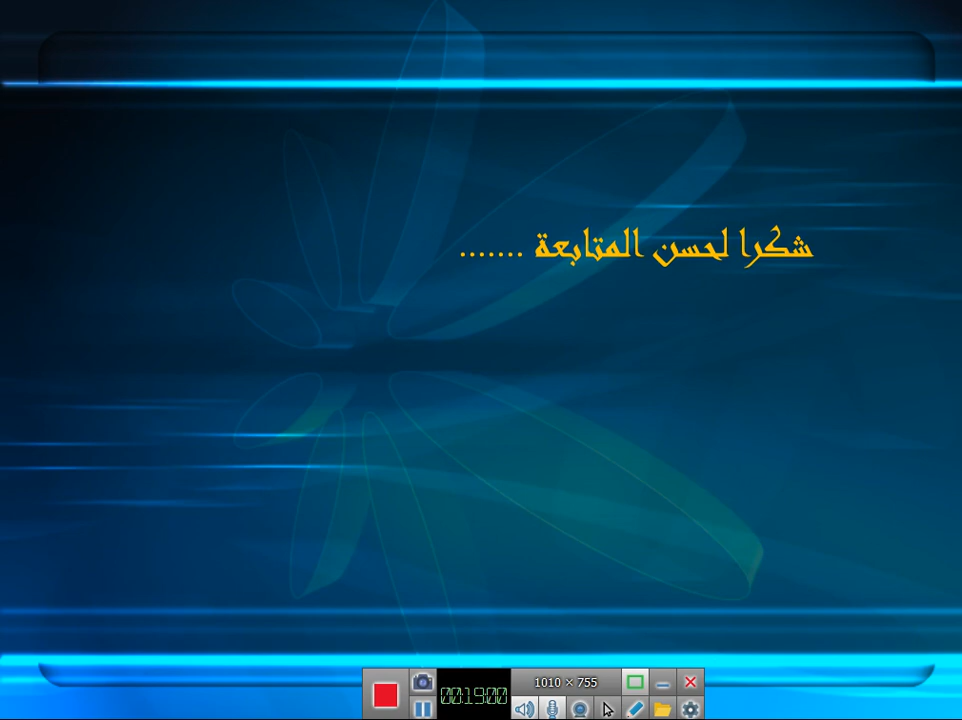 شكرا لحسن المتابعة .......
1010 × 755
00:19:00